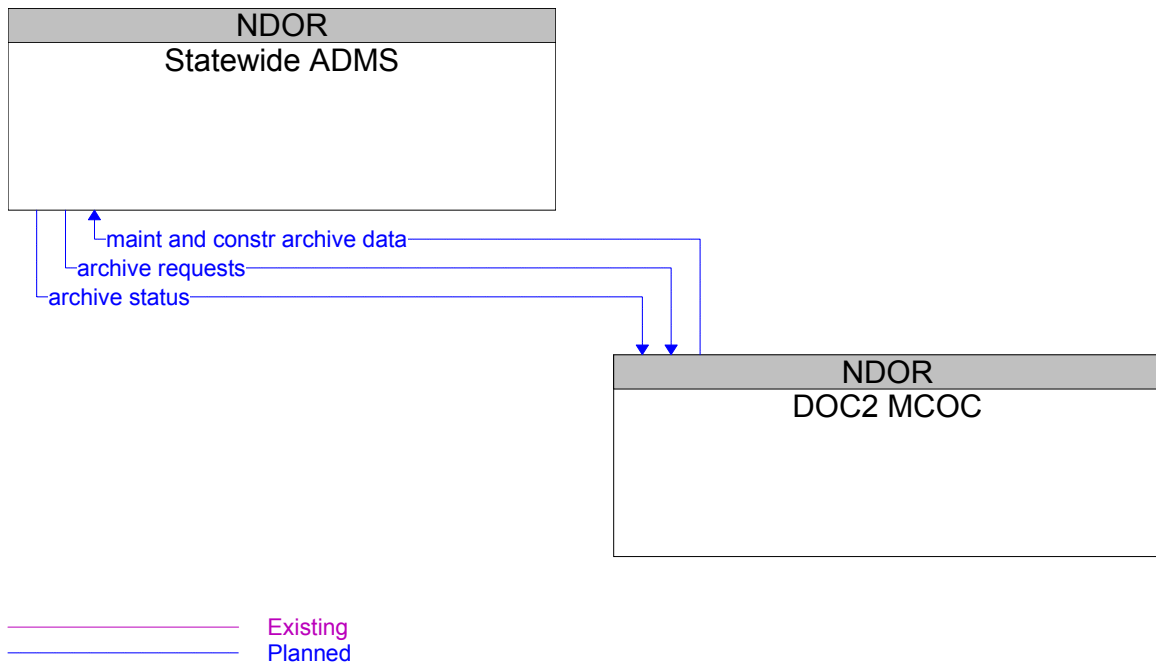 NDOR
Statewide ADMS
maint and constr archive data
archive requests
archive status
NDOR
DOC2 MCOC
Existing
Planned